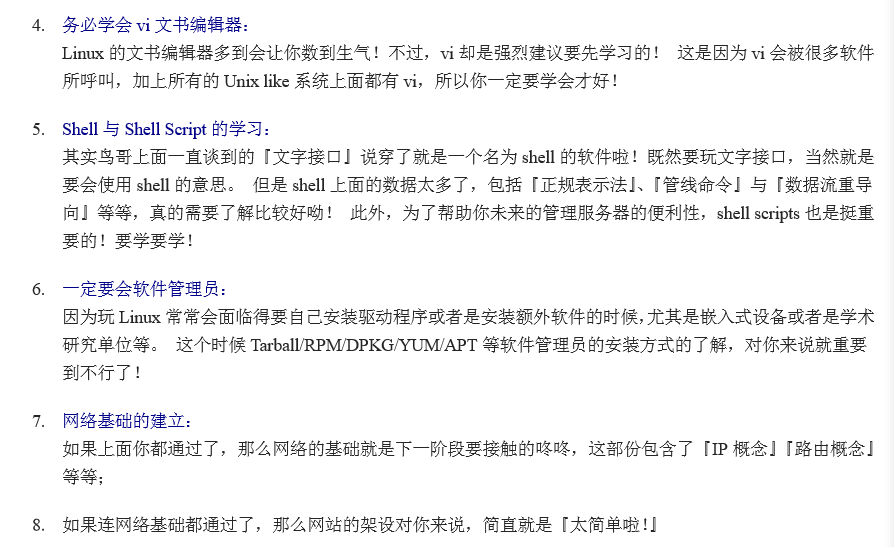 4. 务必学会 vi 文书编辑器：
Linux 的文书编辑器多到会让你数到生气！不过，vi 却是强烈建议要先学习的！ 这是因为 vi 会被很多软件
所呼叫，加上所有的 Unix like 系统上面都有 vi，所以你一定要学会才好！
5. Shell 与 Shell Script 的学习：
其实鸟哥上面一直谈到的『文字接口』说穿了就是一个名为 shell 的软件啦！既然要玩文字接口，当然就是
要会使用 shell 的意思。 但是 shell 上面的数据太多了，包括『正规表示法』、『管线命令』与『数据流重导
向』等等，真的需要了解比较好呦！ 此外，为了帮助你未来的管理服务器的便利性，shell scripts 也是挺重
要的！要学要学！
6. 一定要会软件管理员：
因为玩 Linux 常常会面临得要自己安装驱动程序或者是安装额外软件的时候，尤其是嵌入式设备或者是学术
研究单位等。 这个时候 Tarball/RPM/DPKG/YUM/APT 等软件管理员的安装方式的了解，对你来说就重要
到不行了！
7. 网络基础的建立：
如果上面你都通过了，那么网络的基础就是下一阶段要接触的咚咚，这部份包含了『IP 概念』『路由概念』
等等；
8. 如果连网络基础都通过了，那么网站的架设对你来说，简直就是『太简单啦！』